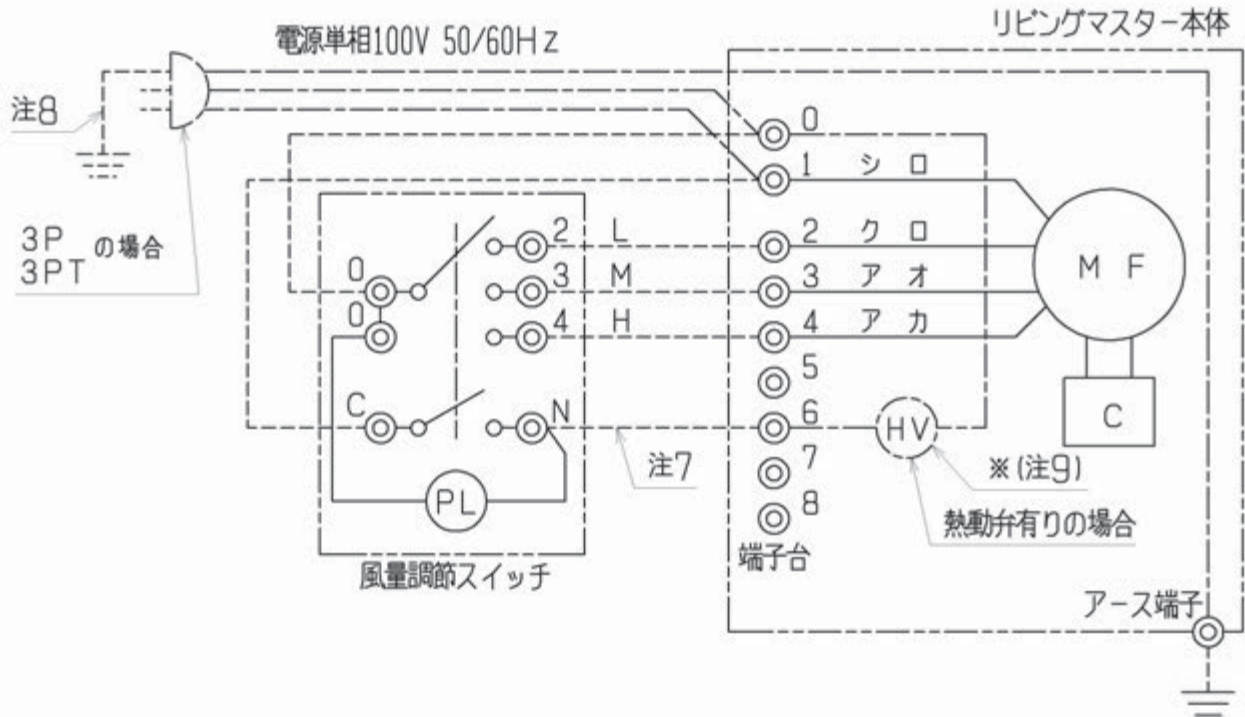 リビングマスター本体
電源単相100V 50/60Hz
注8
3P
3PT
の場合
0
1 シロ
2 クロ
3 アオ
4 アカ
5
6
7
8
端子台
MF
C
HV
※(注9)
熱動弁有りの場合
0
0
C
2 L
3 M
4 H
N
注7
PL
風量調節スイッチ
アース端子